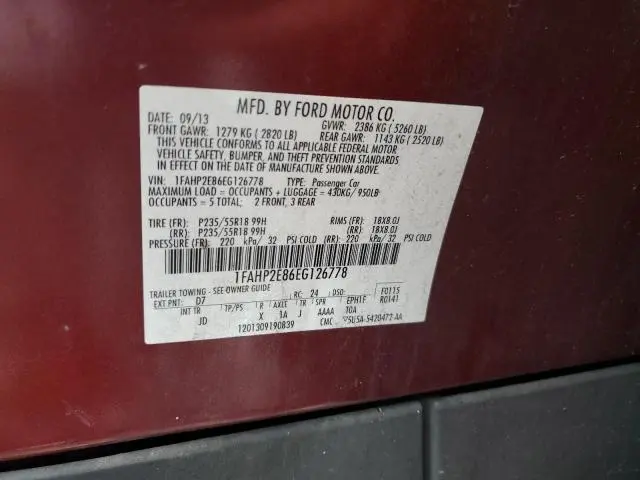 MFD. BY FORD MOTOR CO.
DATE: 09/13 GVWR: 2386 KG ( 5260 LB)
FRONT GAWR: 1279 KG ( 2820 LB) REAR GAWR: 1143 KG ( 2520 LB)
THIS VEHICLE CONFORMS TO ALL APPLICABLE FEDERAL MOTOR
VEHICLE SAFETY, BUMPER, AND THEFT PREVENTION STANDARDS
IN EFFECT ON THE DATE OF MANUFACTURE SHOWN ABOVE.
VIN: 1FAHP2E86EG126778 TYPE: Passenger Car
MAXIMUM LOAD = OCCUPANTS + LUGGAGE = 430KG / 950LB
OCCUPANTS = 5 TOTAL: 2 FRONT, 3 REAR
TIRE (FR): P235/55R18 99H RIMS (FR): 18X8.0J
(RR): P235/55R18 99H (RR): 18X8.0J
PRESSURE (FR): 220 kPa/ 32 PSI COLD (RR): 220 kPa/ 32 PSI COLD
1FAHP2E86EG126778
TRAILER TOWING - SEE OWNER GUIDE
EXT PNT: D7 RC: 24 DSO: F0115
TP/PS R AXLE TR SPR EPH1F R0141
JD X 1A J AAAA 10A
1201309190839 CMC 5U5A-5420472-AA